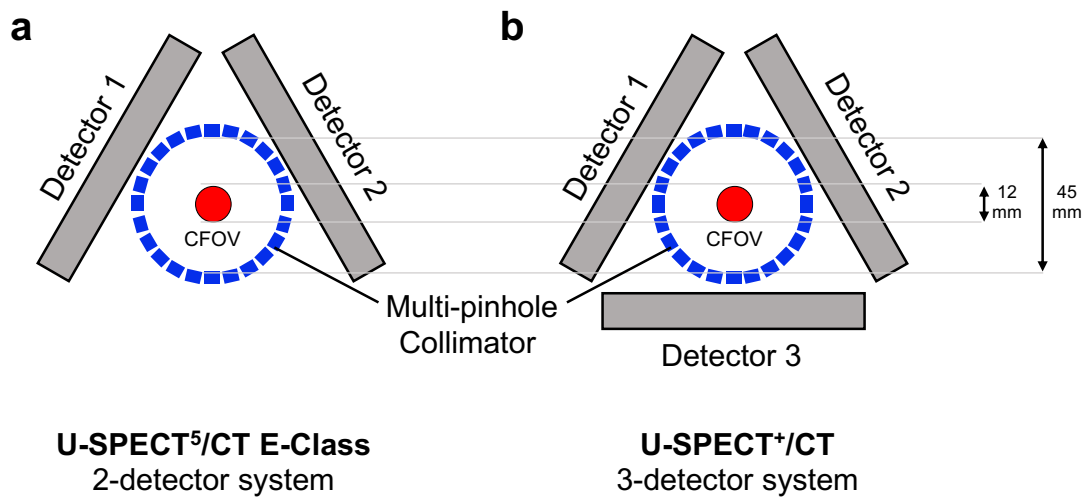 a
b
Detector 1
Detector 2
CFOV
Detector 1
Detector 2
CFOV
12
mm
45
mm
Multi-pinhole
Collimator
Detector 3
U-SPECT⁵/CT E-Class
2-detector system
U-SPECT⁺/CT
3-detector system